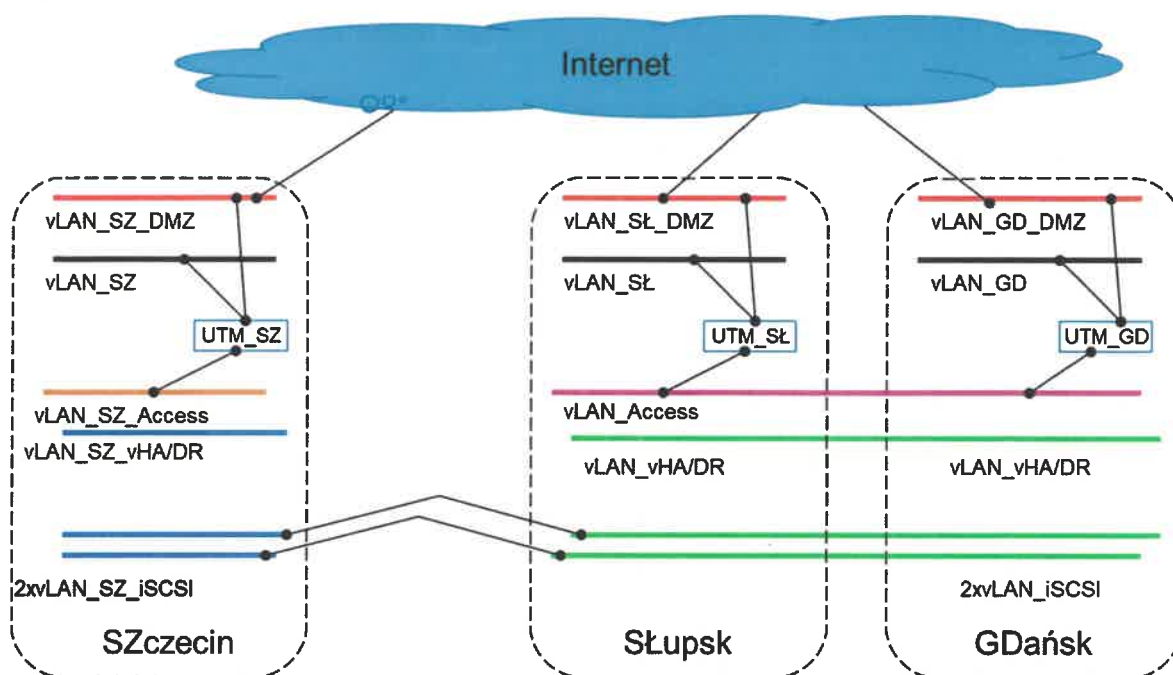 Internet
vLAN_SZ_DMZ
vLAN_SŁ_DMZ
vLAN_GD_DMZ
vLAN_SZ
vLAN_SŁ
vLAN_GD
UTM_SZ
UTM_SŁ
UTM_GD
vLAN_SZ_Access
vLAN_Access
vLAN_SZ_vHA/DR
vLAN_vHA/DR
vLAN_vHA/DR
2xvLAN_SZ_iSCSI
2xvLAN_iSCSI
SZczecin
SŁupsk
GDańsk